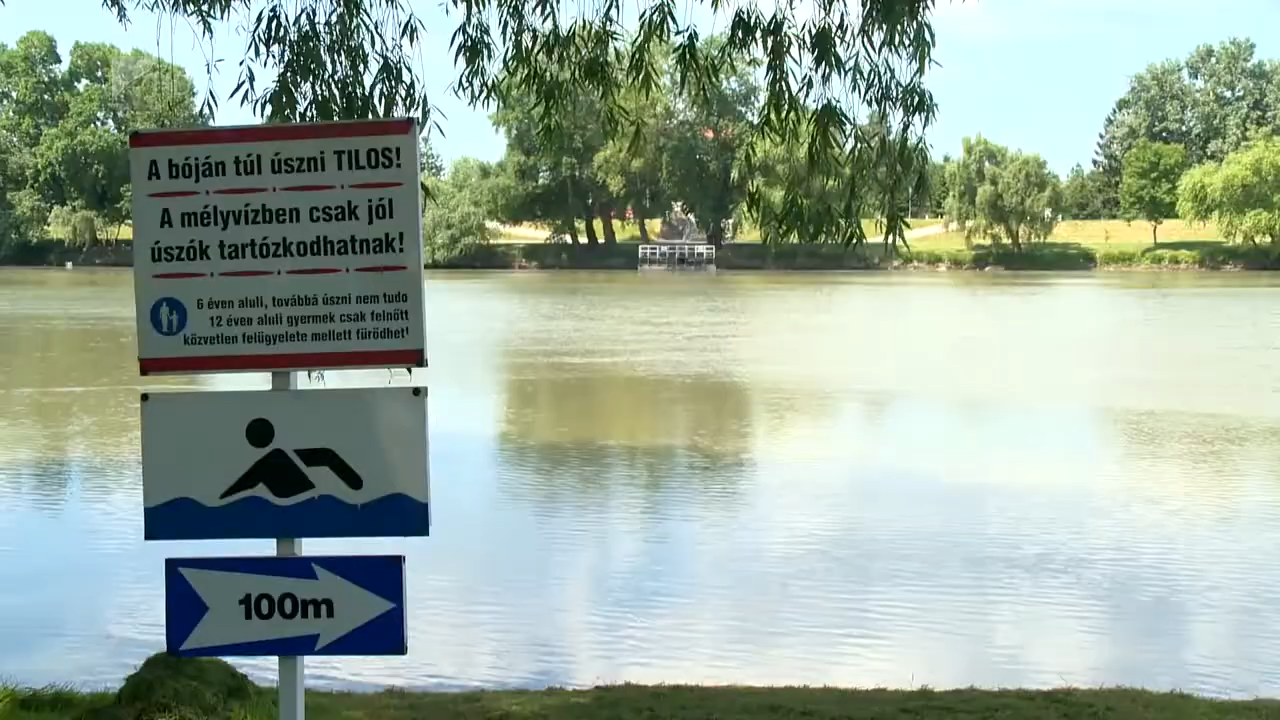 A bóján túl úszni TILOS!
A mélyvízben csak jól
úszók tartózkodhatnak!
6 éven aluli, továbbá úszni nem tudo
12 éven aluli gyermek csak felnőtt
közvetlen felügyelete mellett fürödhet!
100m